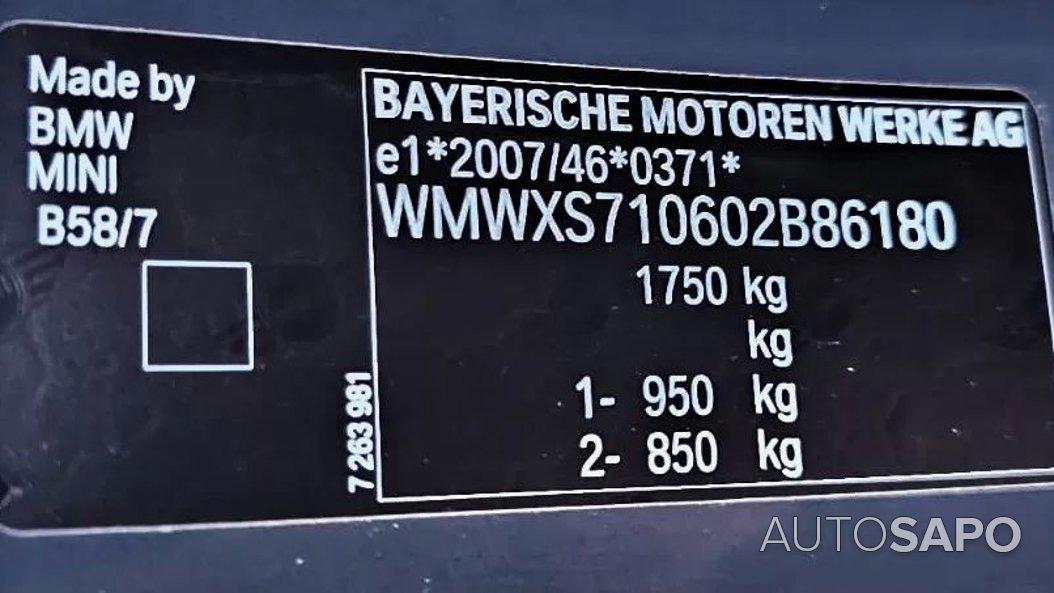 Made by
BMW
MINI
B58/7
BAYERISCHE MOTOREN WERKE AG
e1*2007/46*0371*
WMWXS710602B86180
1750 kg
kg
1- 950 kg
2- 850 kg
7 263 981
AUTOSAPO